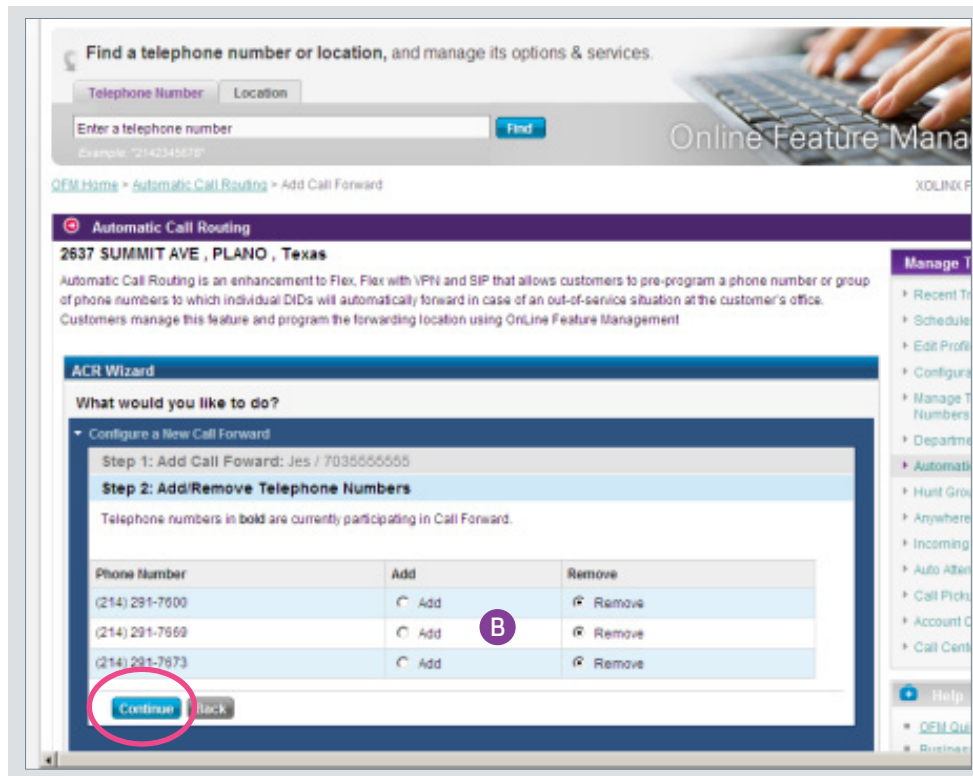 Find a telephone number or location, and manage its options & services.
Telephone Number Location
Enter a telephone number Find
Example: "2142345678"
Online Feature Mana
OFM Home > Automatic Call Routing > Add Call Forward XOLINX F
Automatic Call Routing
2637 SUMMIT AVE , PLANO , Texas
Automatic Call Routing is an enhancement to Flex, Flex with VPN and SIP that allows customers to pre-program a phone number or group
of phone numbers to which individual DIDs will automatically forward in case of an out-of-service situation at the customer's office.
Customers manage this feature and program the forwarding location using OnLine Feature Management
ACR Wizard
What would you like to do?
Configure a New Call Forward
Step 1: Add Call Foward: Jes / 7035555555
Step 2: Add/Remove Telephone Numbers
Telephone numbers in bold are currently participating in Call Forward.
Phone Number Add Remove
(214) 291-7600 Add Remove
(214) 291-7669 Add Remove
(214) 291-7673 Add Remove
B
Continue Back
Manage T
Recent Tr
Schedule
Edit Profi
Configura
Manage T
Numbers
Departme
Automati
Hunt Grou
Anywhere
Incoming
Auto Atten
Call Picku
Account C
Call Cent
Help
OFM Qui
Business